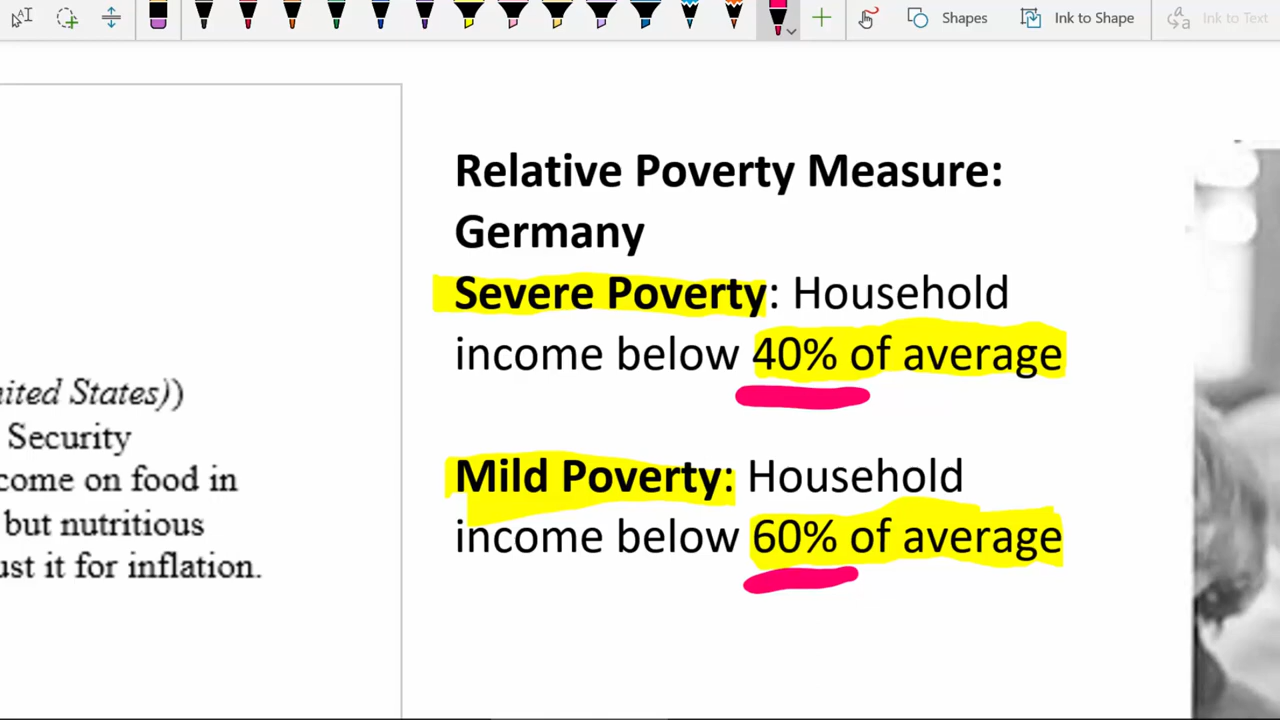 Shapes
Ink to Shape
Ink to Text
Relative Poverty Measure:
Germany
Severe Poverty: Household
income below 40% of average
Mild Poverty: Household
income below 60% of average
nited States))
Security
come on food in
but nutritious
ust it for inflation.